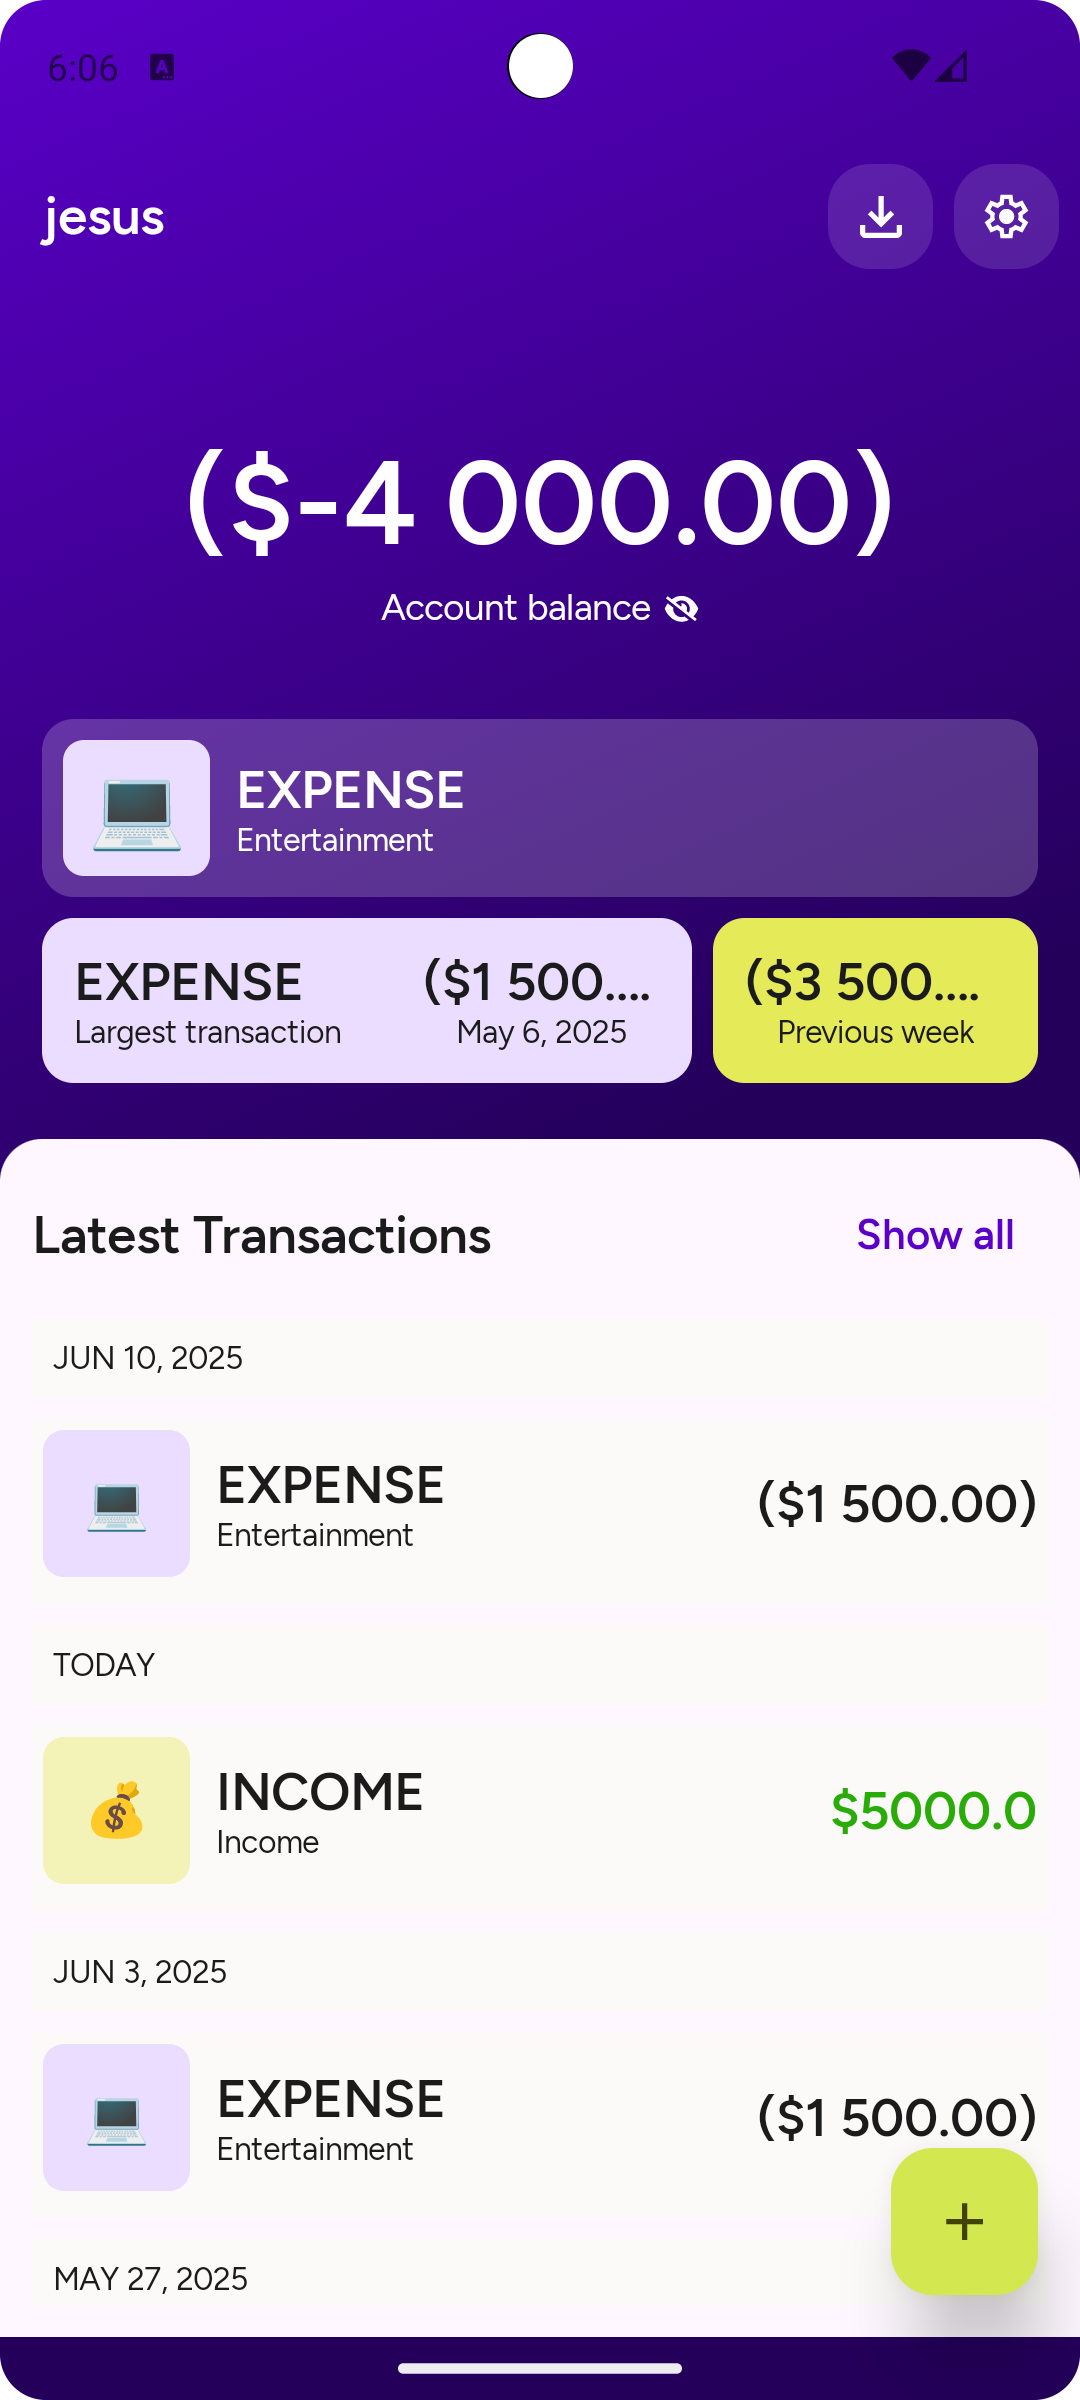 6:06
jesus
($-4 000.00)
Account balance
EXPENSE
Entertainment
EXPENSE ($1 500....
Largest transaction May 6, 2025
($3 500....
Previous week
Latest Transactions Show all
JUN 10, 2025
EXPENSE
Entertainment
($1 500.00)
TODAY
INCOME
Income
$5000.0
JUN 3, 2025
EXPENSE
Entertainment
($1 500.00)
+
MAY 27, 2025